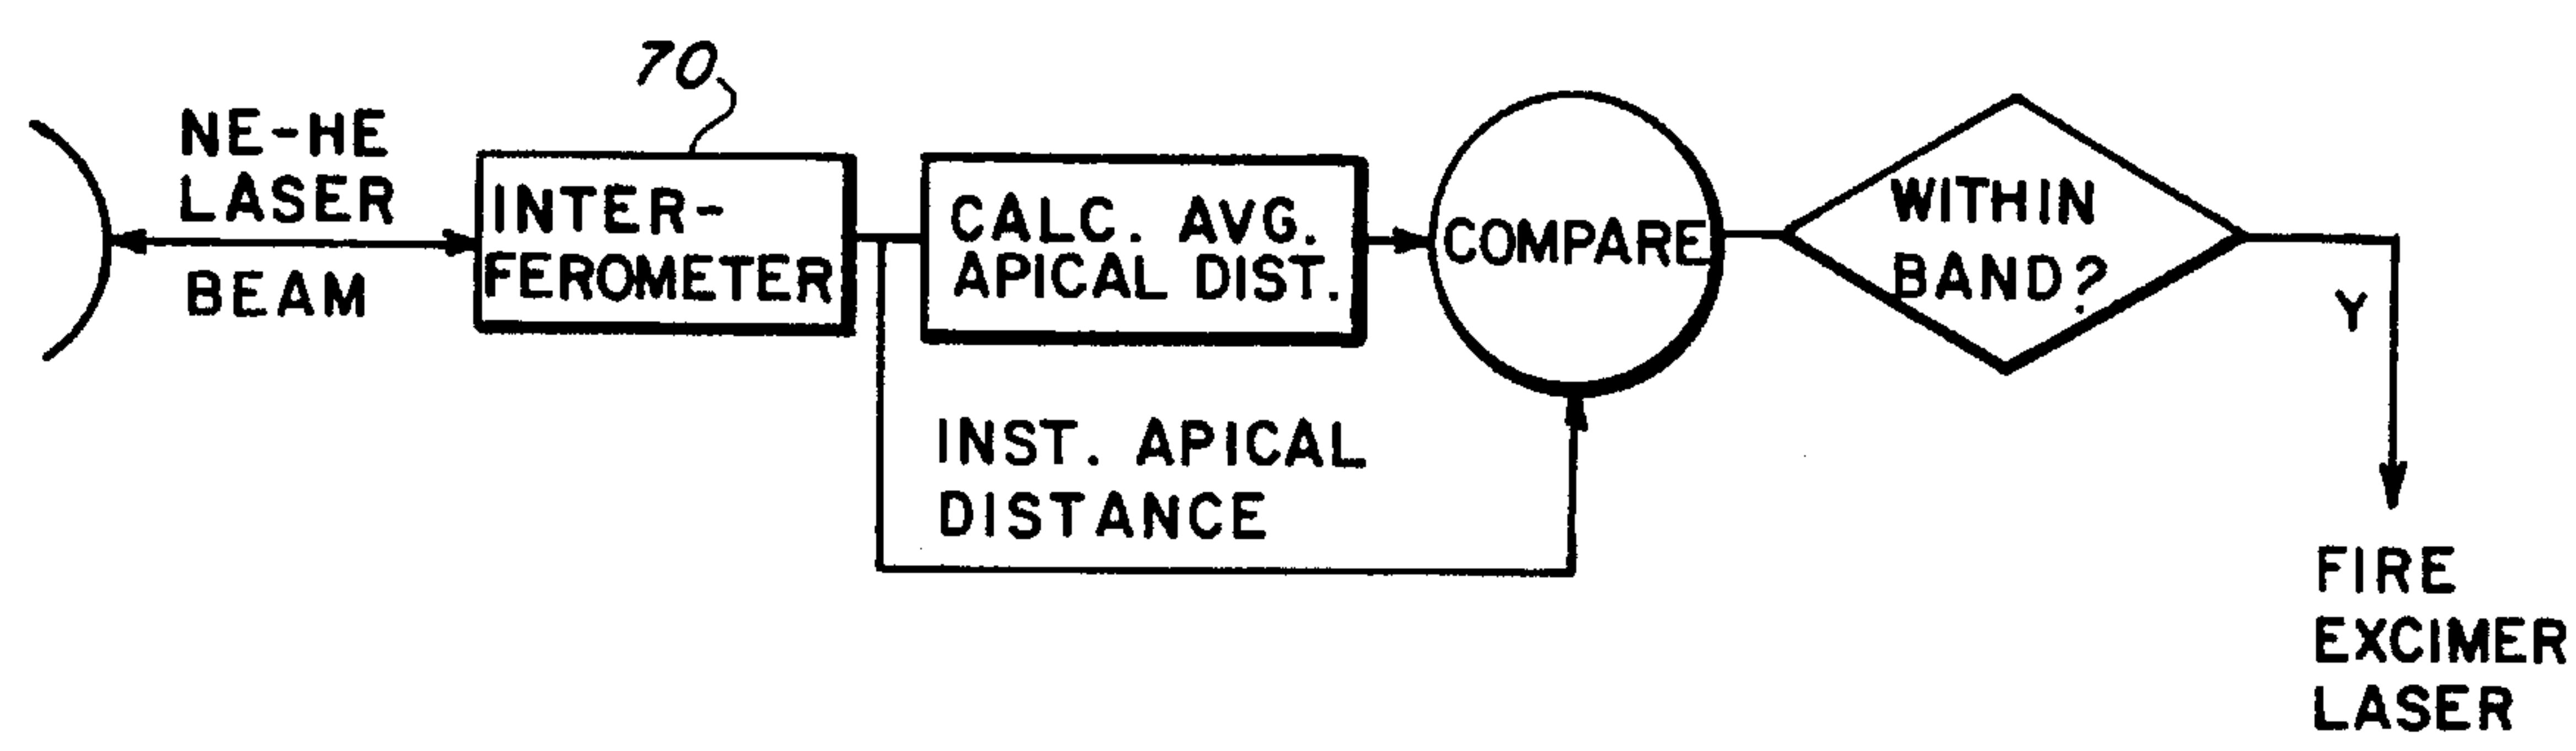 70
NE-HE
LASER
BEAM
INTER-
FEROMETER
CALC. AVG.
APICAL DIST.
COMPARE
WITHIN
BAND?
Y
INST. APICAL
DISTANCE
FIRE
EXCIMER
LASER